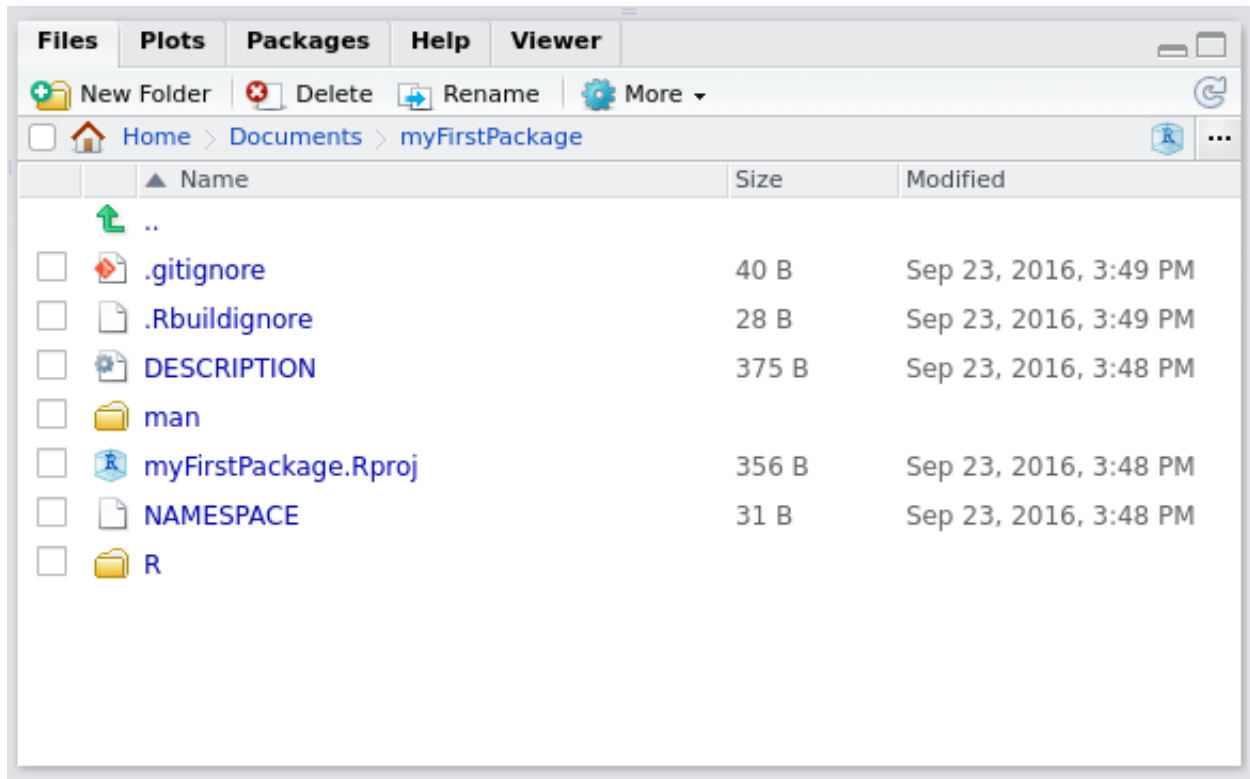 Files Plots Packages Help Viewer
New Folder Delete Rename More
Home Documents myFirstPackage R ...
Name Size Modified
..
.gitignore 40 B Sep 23, 2016, 3:49 PM
.Rbuildignore 28 B Sep 23, 2016, 3:49 PM
DESCRIPTION 375 B Sep 23, 2016, 3:48 PM
man
R myFirstPackage.Rproj 356 B Sep 23, 2016, 3:48 PM
NAMESPACE 31 B Sep 23, 2016, 3:48 PM
R